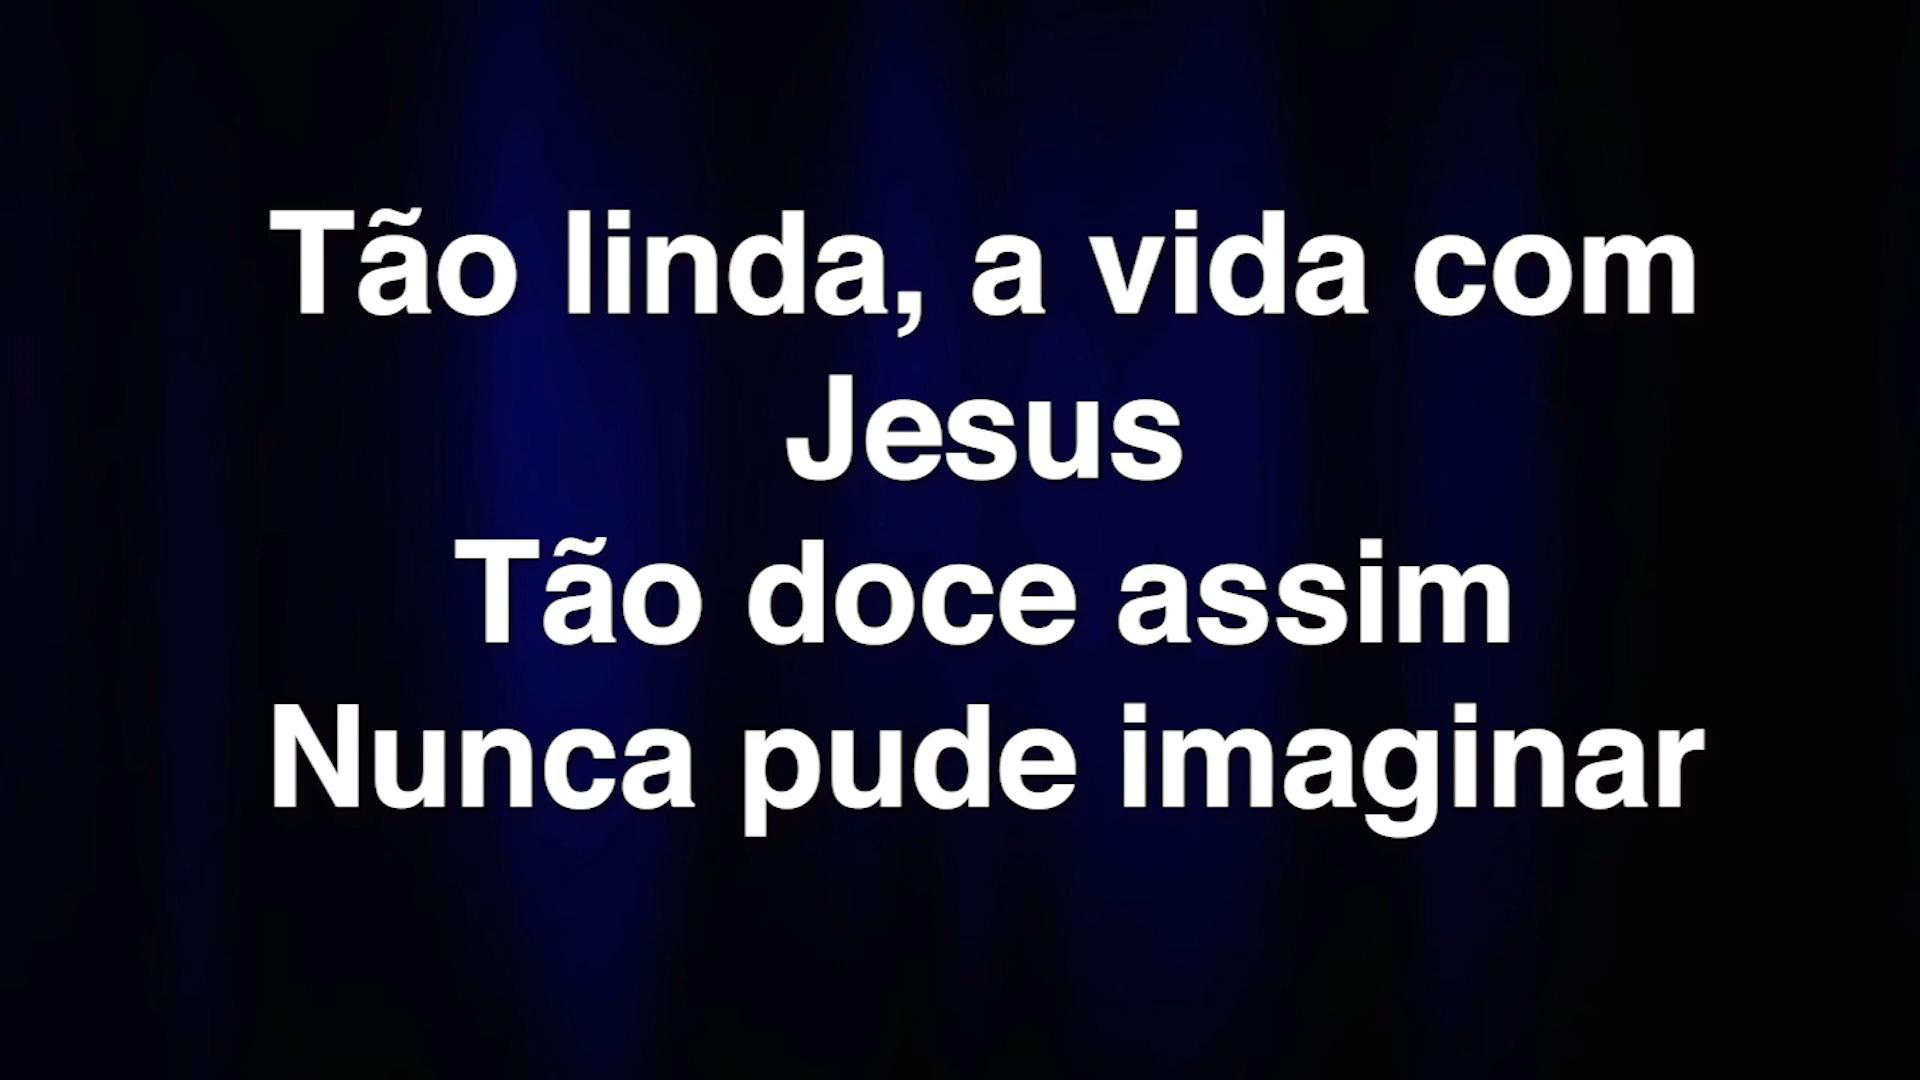 Tão linda, a vida com
Jesus
Tão doce assim
Nunca pude imaginar